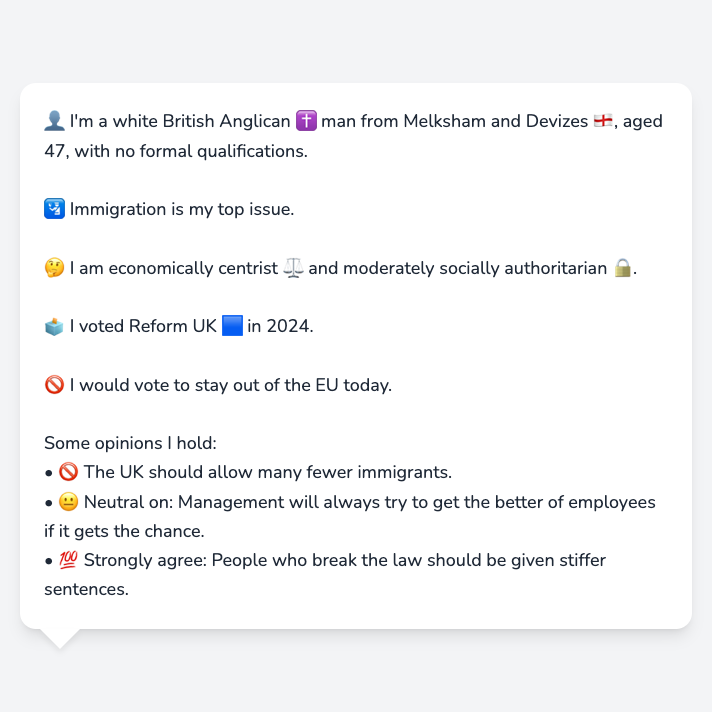 👤 I'm a white British Anglican ✝️ man from Melksham and Devizes 🏴󠁧󠁢󠁥󠁮󠁧󠁿, aged
47, with no formal qualifications.
🛂 Immigration is my top issue.
🤔 I am economically centrist ⚖️ and moderately socially authoritarian 🔒.
🗳️ I voted Reform UK 🟦 in 2024.
🚫 I would vote to stay out of the EU today.
Some opinions I hold:
• 🚫 The UK should allow many fewer immigrants.
• 😐 Neutral on: Management will always try to get the better of employees
if it gets the chance.
• 💯 Strongly agree: People who break the law should be given stiffer
sentences.